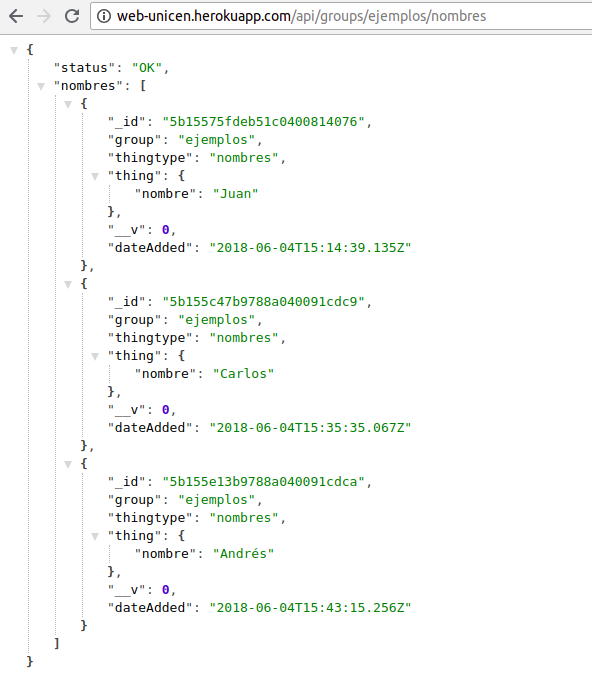 web-unicen.herokuapp.com/api/groups/ejemplos/nombres
{
"status": "OK",
"nombres": [
{
"_id": "5b15575fdeb51c0400814076",
"group": "ejemplos",
"thingtype": "nombres",
"thing": {
"nombre": "Juan"
},
"__v": 0,
"dateAdded": "2018-06-04T15:14:39.135Z"
},
{
"_id": "5b155c47b9788a040091cdc9",
"group": "ejemplos",
"thingtype": "nombres",
"thing": {
"nombre": "Carlos"
},
"__v": 0,
"dateAdded": "2018-06-04T15:35:35.067Z"
},
{
"_id": "5b155e13b9788a040091cdca",
"group": "ejemplos",
"thingtype": "nombres",
"thing": {
"nombre": "Andrés"
},
"__v": 0,
"dateAdded": "2018-06-04T15:43:15.256Z"
}
]
}